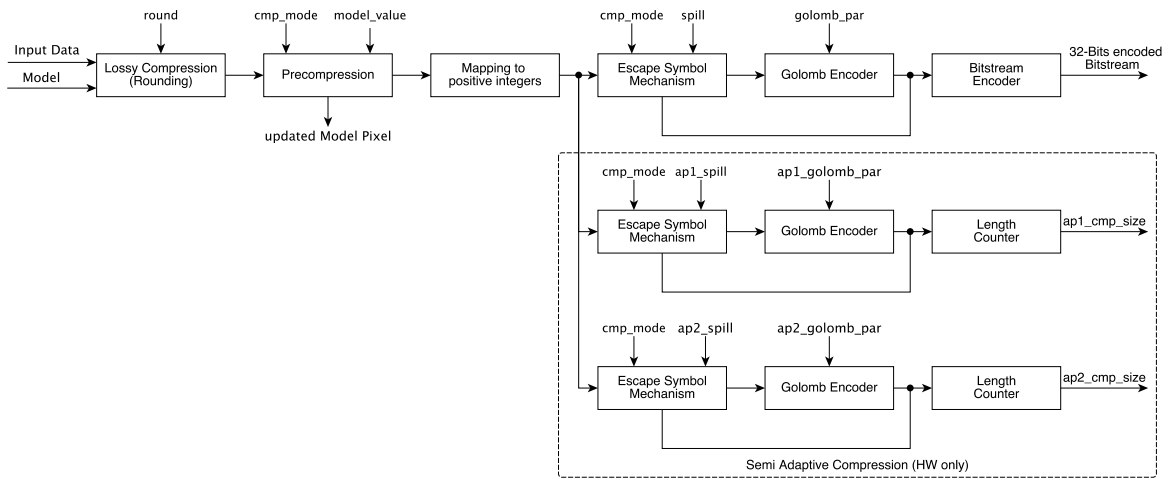 round
cmp_mode
model_value
cmp_mode
spill
golomb_par
Input Data
Model
Lossy Compression
(Rounding)
Precompression
Mapping to
positive integers
Escape Symbol
Mechanism
Golomb Encoder
Bitstream
Encoder
32-Bits encoded
Bitstream
updated Model Pixel
cmp_mode
ap1_spill
ap1_golomb_par
Escape Symbol
Mechanism
Golomb Encoder
Length
Counter
ap1_cmp_size
cmp_mode
ap2_spill
ap2_golomb_par
Escape Symbol
Mechanism
Golomb Encoder
Length
Counter
ap2_cmp_size
Semi Adaptive Compression (HW only)